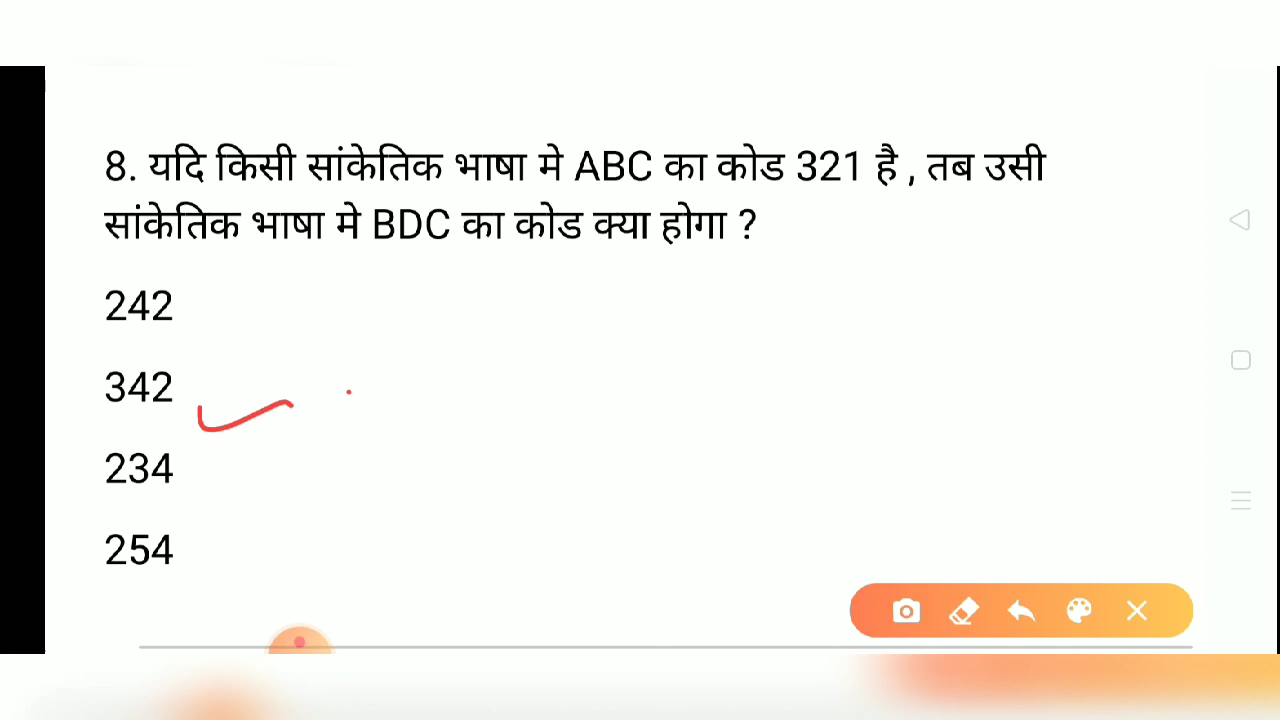 8. यदि किसी सांकेतिक भाषा मे ABC का कोड 321 है , तब उसी
सांकेतिक भाषा मे BDC का कोड क्या होगा ?
242
342
234
254